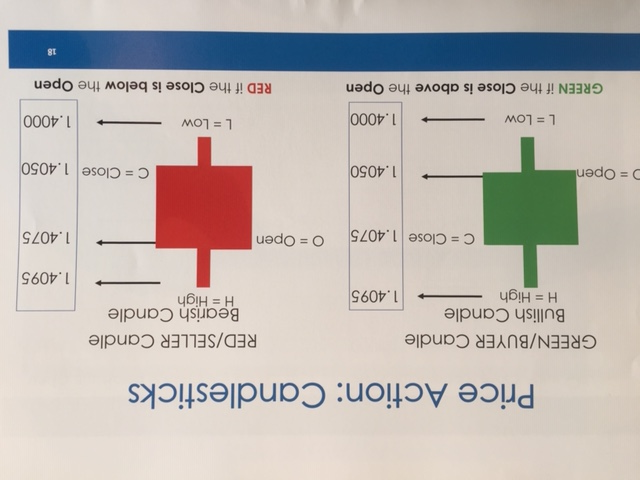 Price Action: Candlesticks
GREEN/BUYER Candle
Bullish Candle
H = High
1.4095
C = Close
1.4075
O = Open
1.4050
L = Low
1.4000
GREEN if the Close is above the Open
RED/SELLER Candle
Bearish Candle
H = High
1.4095
O = Open
1.4075
C = Close
1.4050
L = Low
1.4000
RED if the Close is below the Open
18